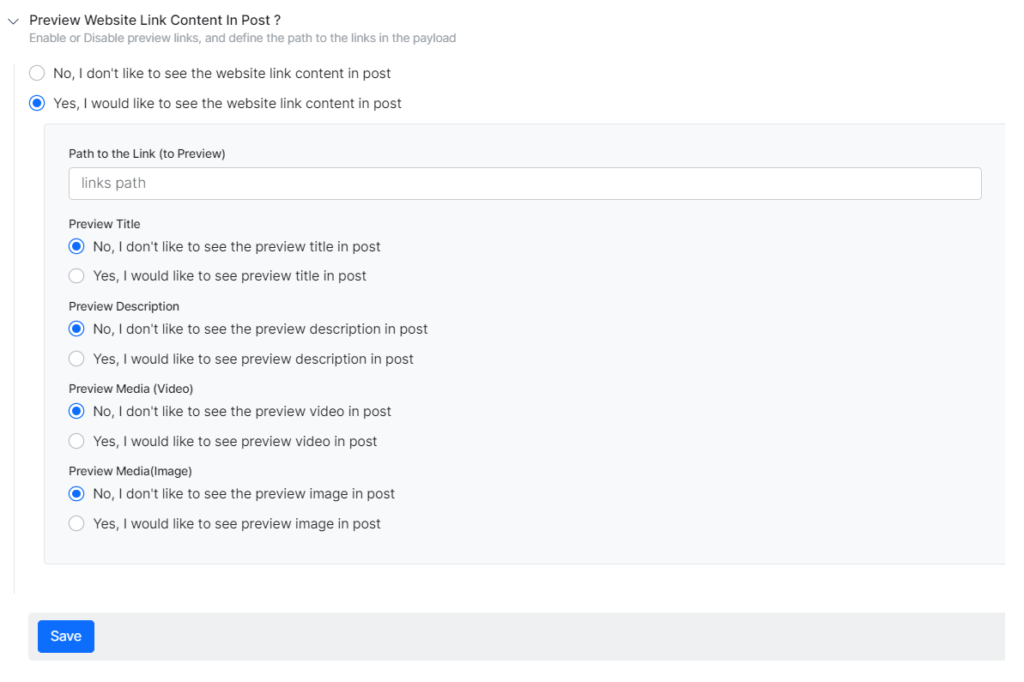 Preview Website Link Content In Post ?
Enable or Disable preview links, and define the path to the links in the payload
No, I don't like to see the website link content in post
Yes, I would like to see the website link content in post
Path to the Link (to Preview)
links path
Preview Title
No, I don't like to see the preview title in post
Yes, I would like to see preview title in post
Preview Description
No, I don't like to see the preview description in post
Yes, I would like to see preview description in post
Preview Media (Video)
No, I don't like to see the preview video in post
Yes, I would like to see preview video in post
Preview Media(Image)
No, I don't like to see the preview image in post
Yes, I would like to see preview image in post
Save